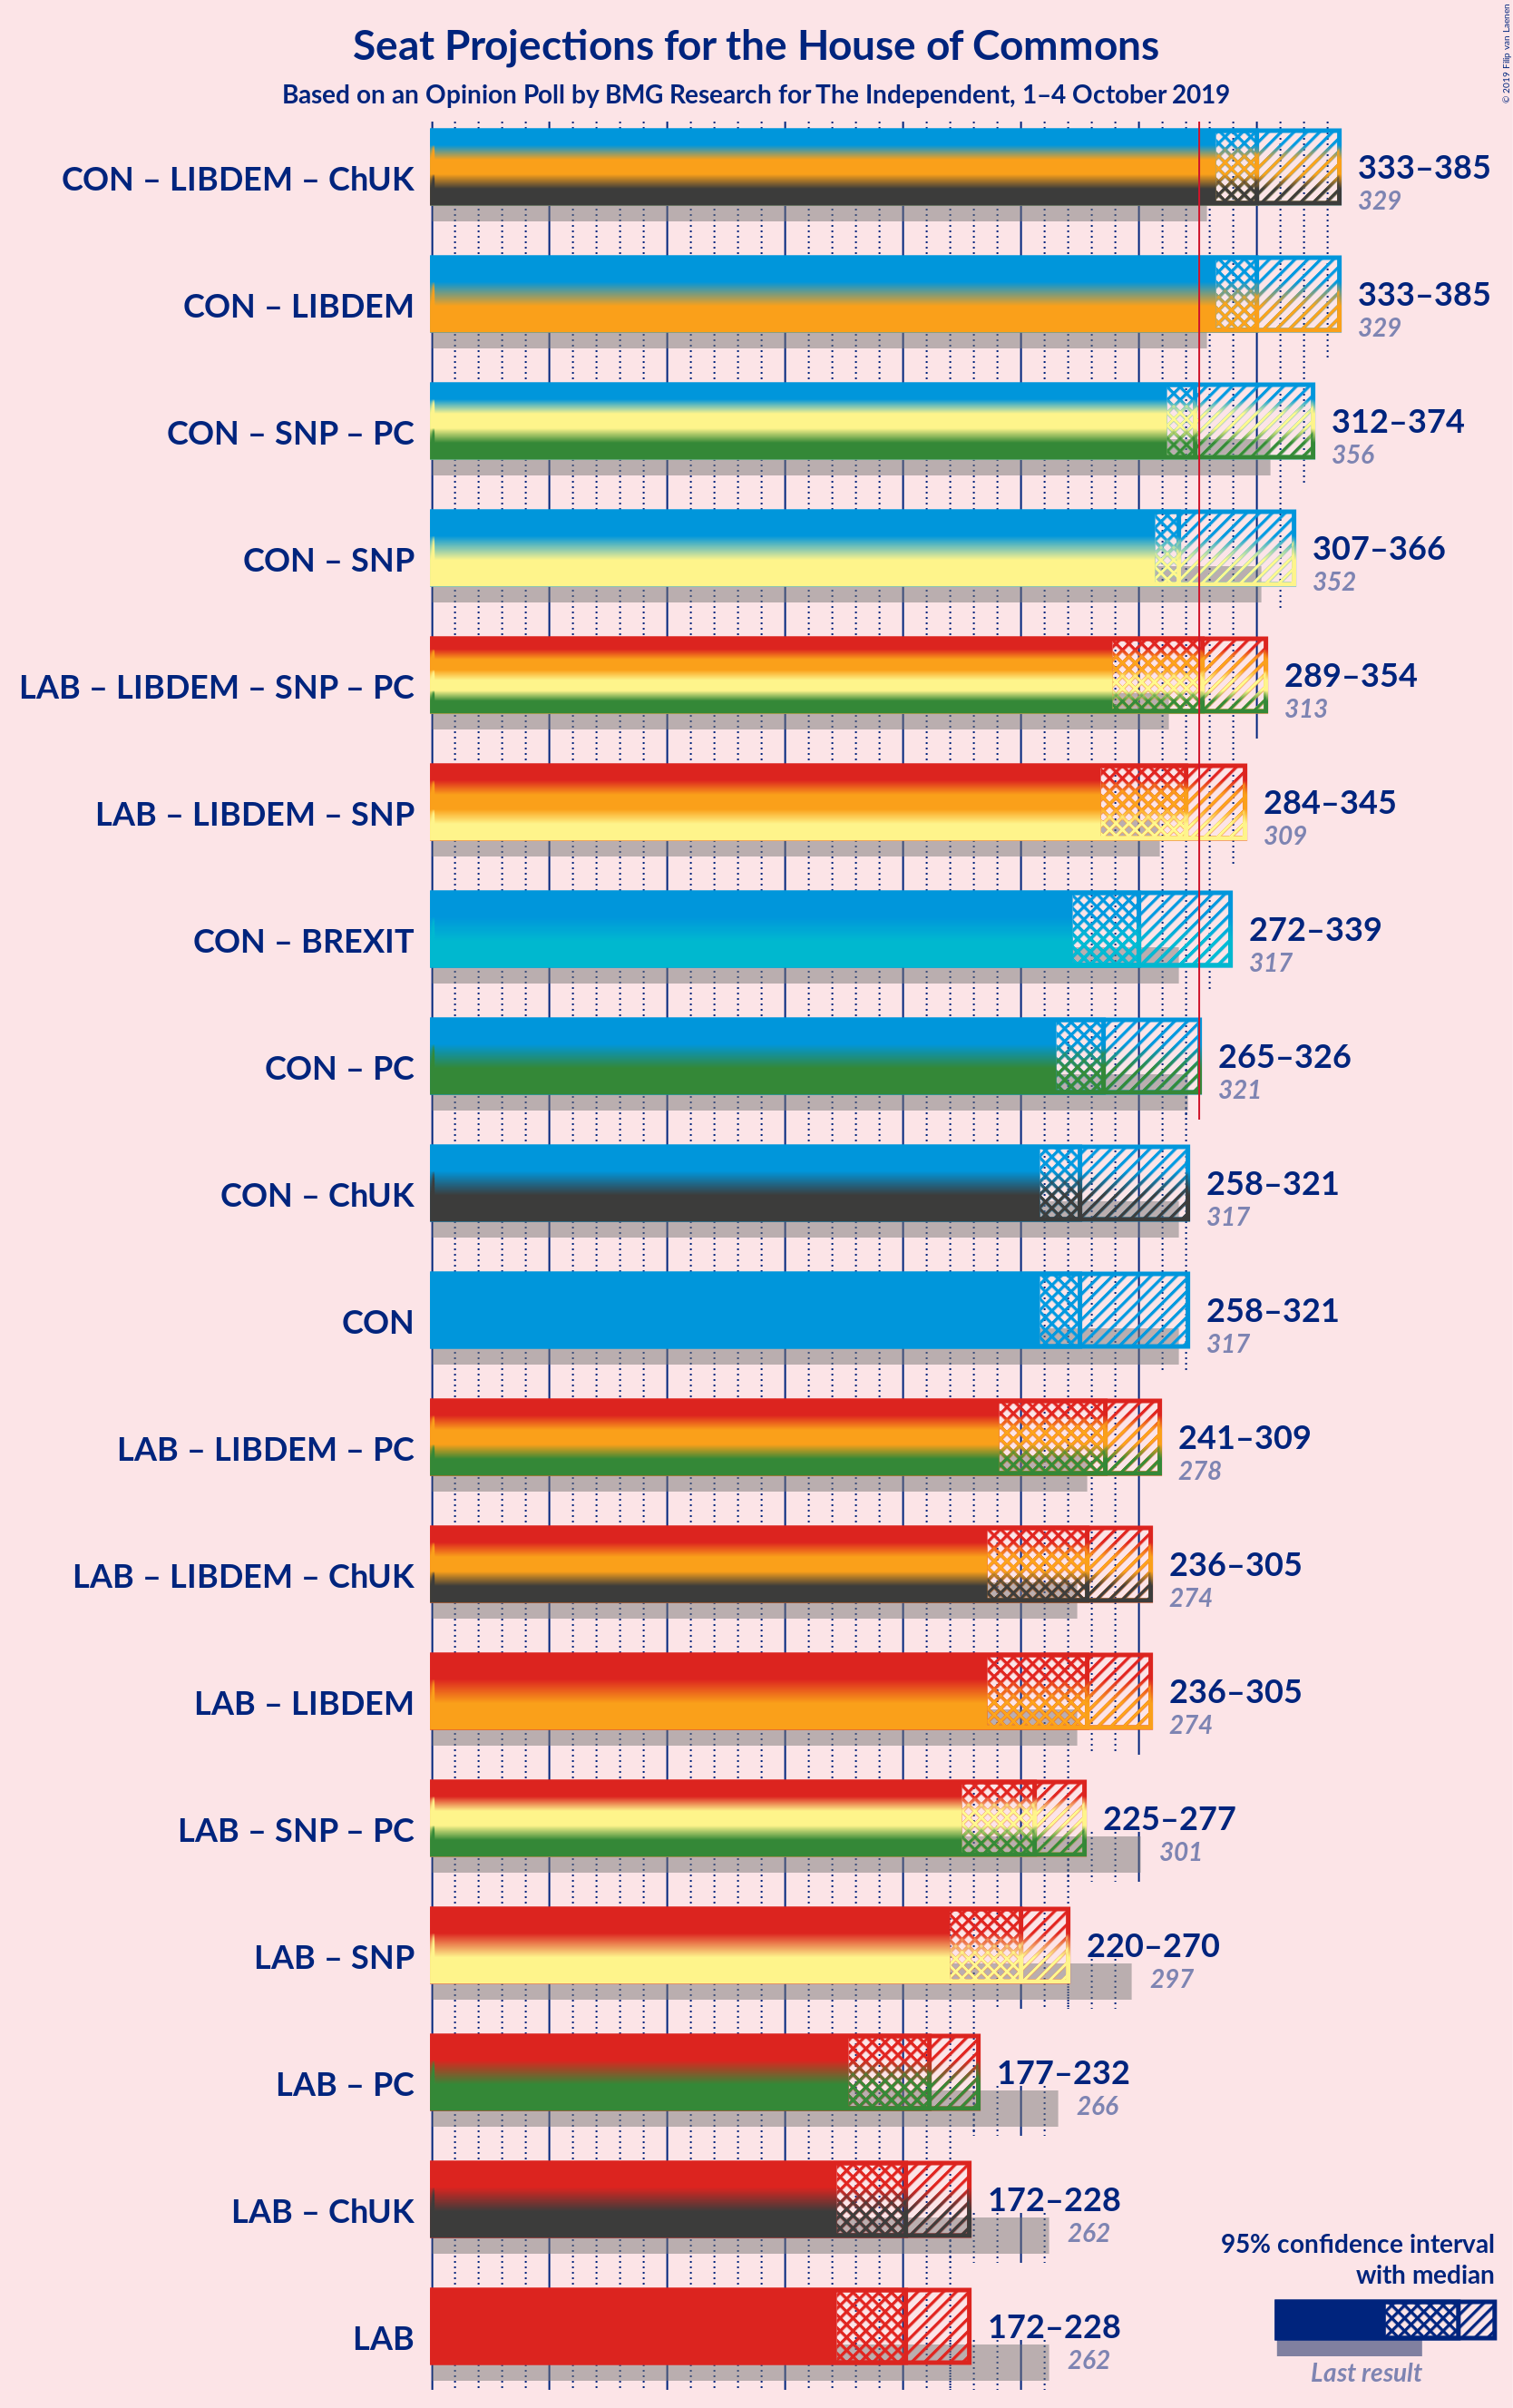 Seat Projections for the House of Commons
Based on an Opinion Poll by BMG Research for The Independent, 1–4 October 2019
© 2019 Filip van Laenen
CON – LIBDEM – ChUK
333–385
329
CON – LIBDEM
333–385
329
CON – SNP – PC
312–374
356
CON – SNP
307–366
352
LAB – LIBDEM – SNP – PC
289–354
313
LAB – LIBDEM – SNP
284–345
309
CON – BREXIT
272–339
317
CON – PC
265–326
321
CON – ChUK
258–321
317
CON
258–321
317
LAB – LIBDEM – PC
241–309
278
LAB – LIBDEM – ChUK
236–305
274
LAB – LIBDEM
236–305
274
LAB – SNP – PC
225–277
301
LAB – SNP
220–270
297
LAB – PC
177–232
266
LAB – ChUK
172–228
262
LAB
172–228
262
95% confidence interval
with median
Last result